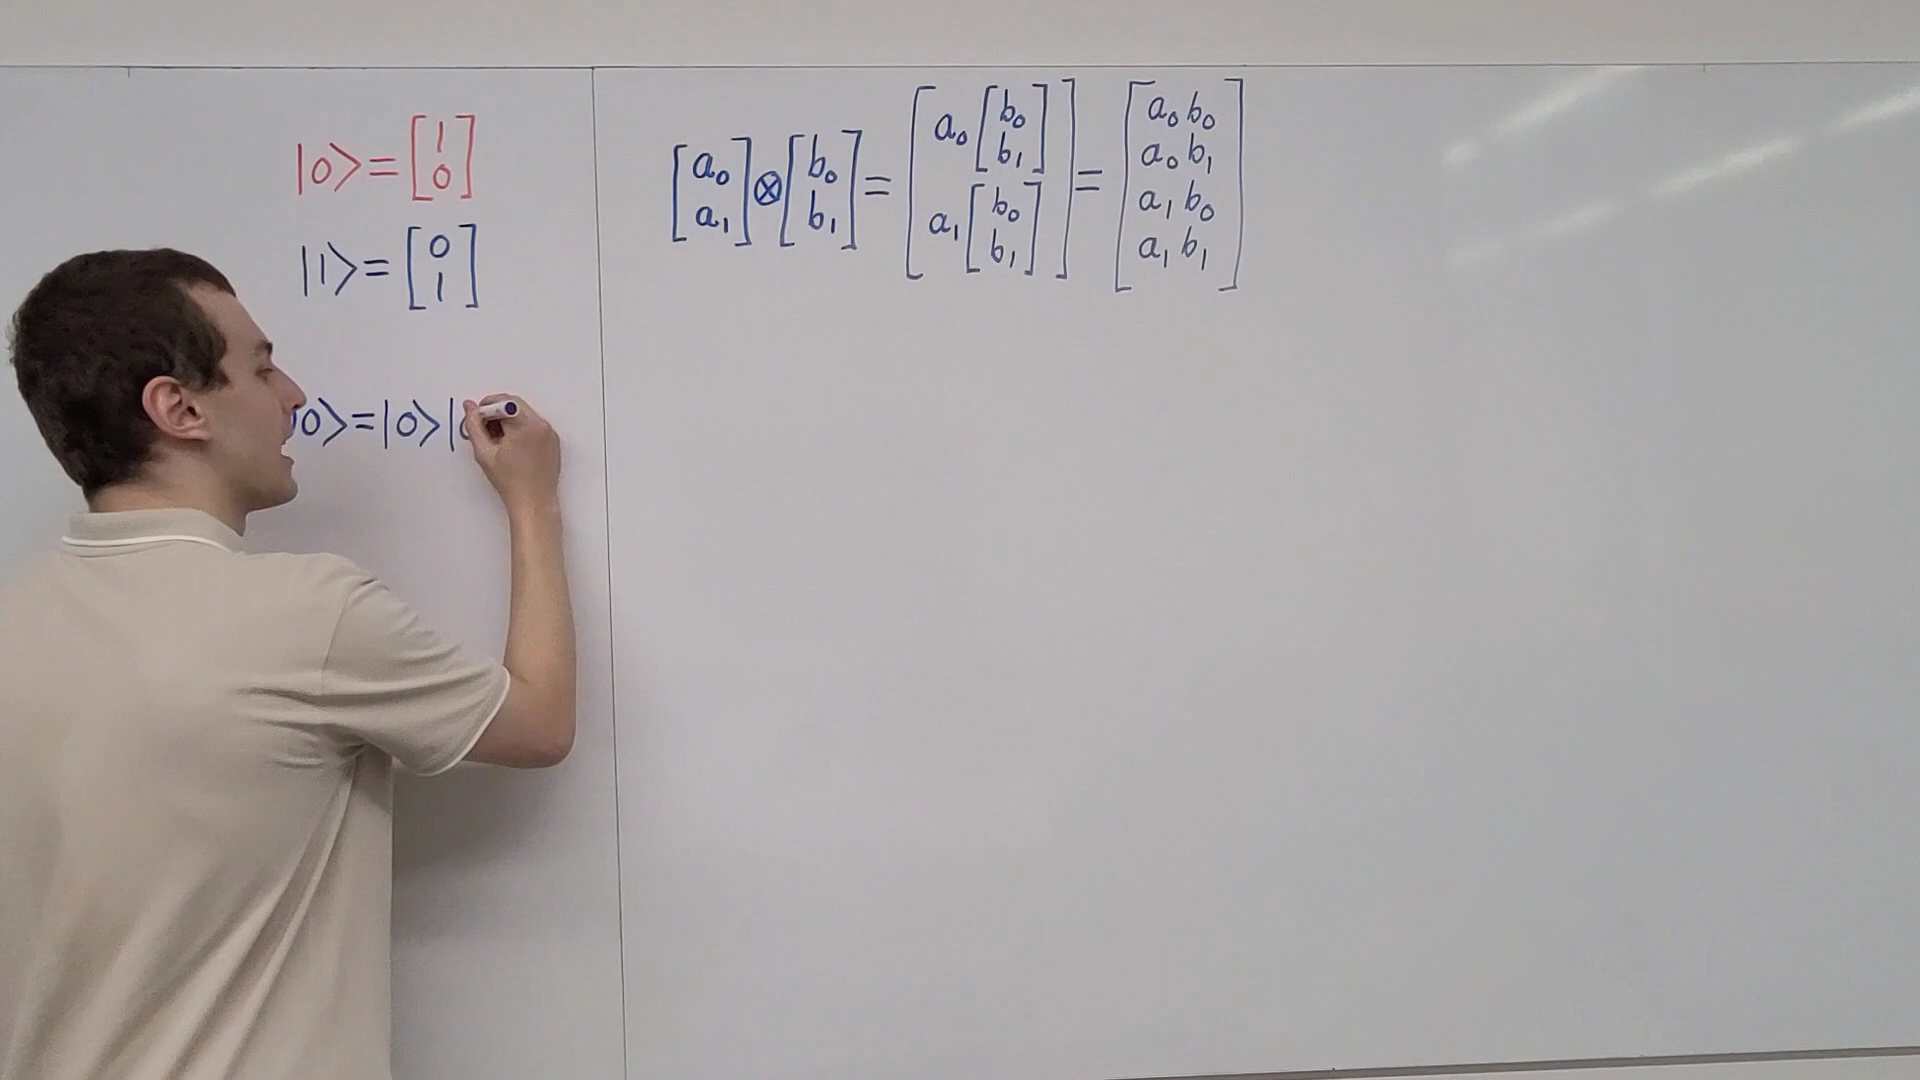 |0⟩ = [1 0]
|1⟩ = [0 1]
0⟩ = |0⟩|
[a₀ a₁] ⊗ [b₀ b₁] = [a₀ [b₀ b₁] a₁ [b₀ b₁]] = [a₀b₀ a₀b₁ a₁b₀ a₁b₁]